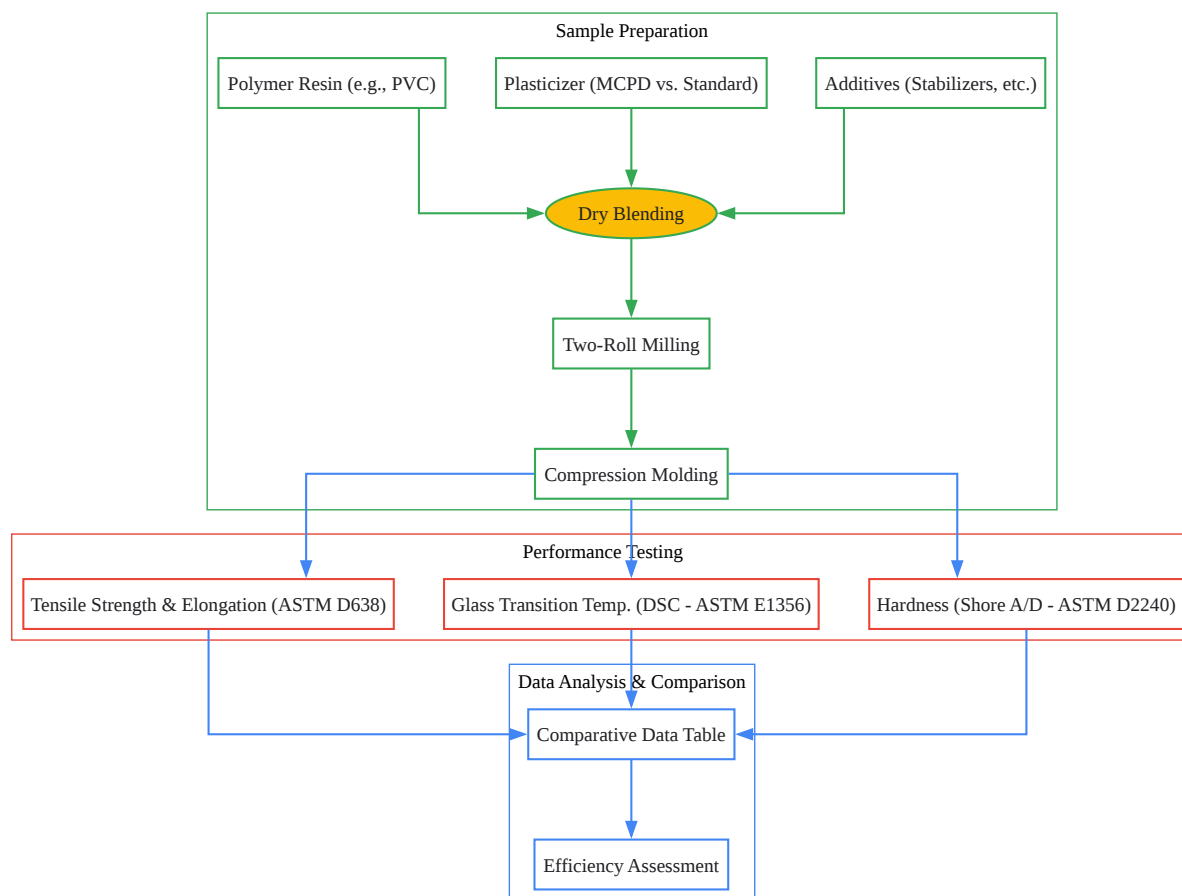 Sample Preparation
Polymer Resin (e.g., PVC)
Plasticizer (MCPD vs. Standard)
Additives (Stabilizers, etc.)
Dry Blending
Two-Roll Milling
Compression Molding
Performance Testing
Tensile Strength & Elongation (ASTM D638)
Glass Transition Temp. (DSC - ASTM E1356)
Hardness (Shore A/D - ASTM D2240)
Data Analysis & Comparison
Comparative Data Table
Efficiency Assessment